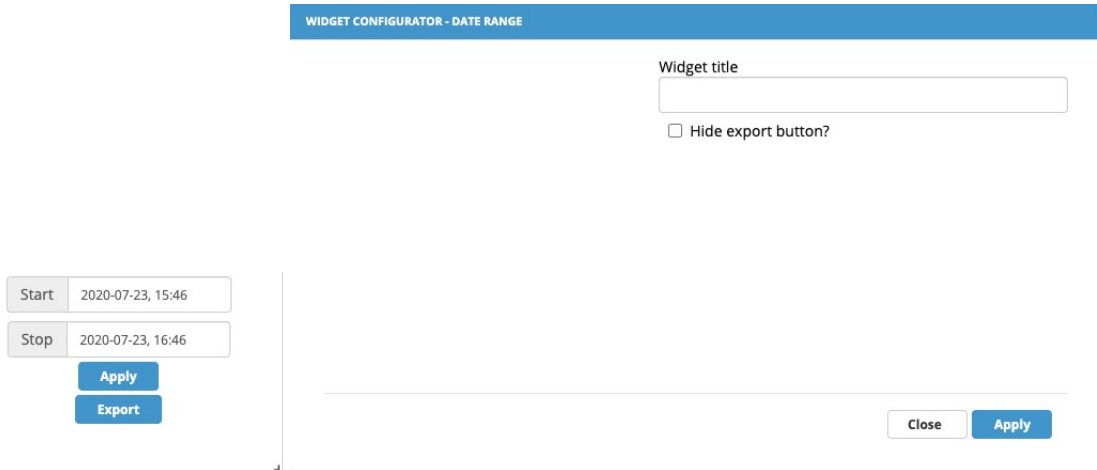 WIDGET CONFIGURATOR - DATE RANGE
Widget title
Hide export button?
Start 2020-07-23, 15:46
Stop 2020-07-23, 16:46
Apply
Export
Close Apply